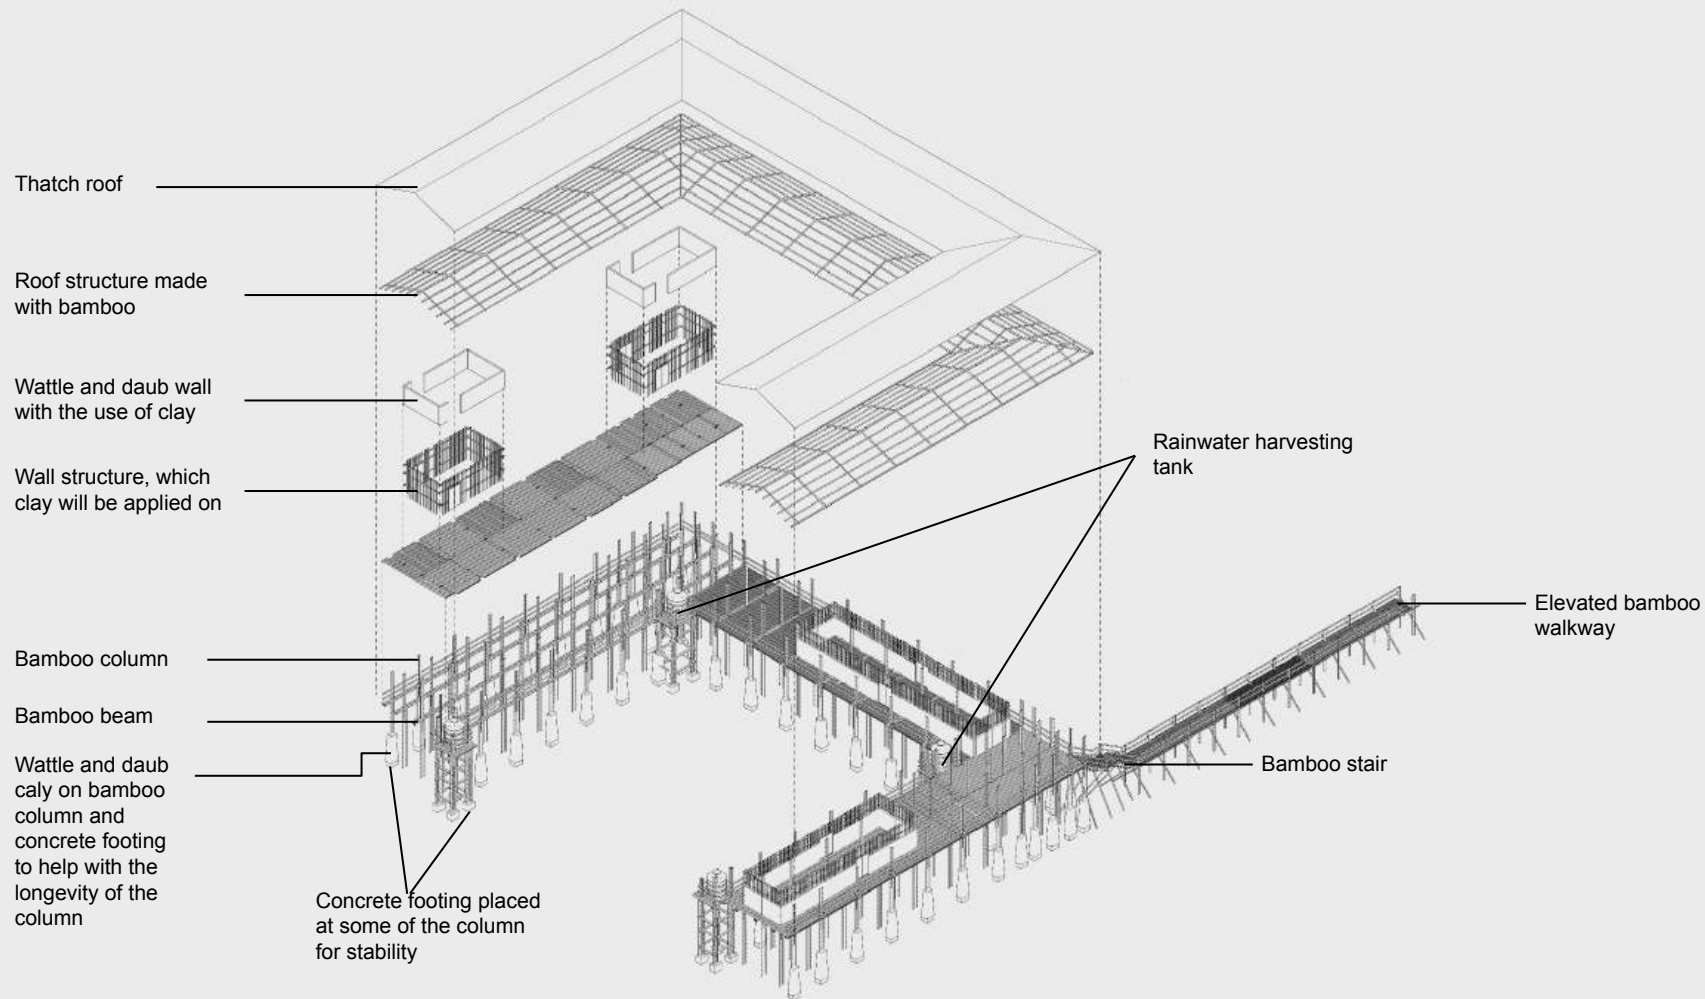 Thatch roof
Roof structure made
with bamboo
Wattle and daub wall
with the use of clay
Wall structure, which
clay will be applied on
Bamboo column
Bamboo beam
Wattle and daub
caly on bamboo
column and
concrete footing
to help with the
longevity of the
column
Concrete footing placed
at some of the column
for stability
Rainwater harvesting
tank
Elevated bamboo
walkway
Bamboo stair